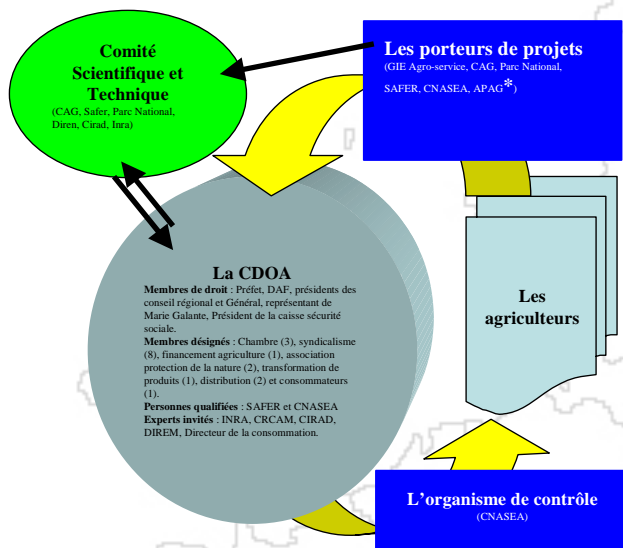 Comité
Scientifique et
Technique
(CAG, Safer, Parc National,
Diren, Cirad, Inra)
Les porteurs de projets
(GIE Agro-service, CAG, Parc National,
SAFER, CNASEA, APAG*)
La CDOA
Membres de droit : Préfet, DAF, présidents des
conseil régional et Général, représentant de
Marie Galante, Président de la caisse sécurité
sociale.
Membres désignés : Chambre (3), syndicalisme
(8), financement agriculture (1), association
protection de la nature (2), transformation de
produits (1), distribution (2) et consommateurs
(1).
Personnes qualifiées : SAFER et CNASEA
Experts invités : INRA, CRCAM, CIRAD,
DIREM, Directeur de la consommation.
Les
agriculteurs
L'organisme de contrôle
(CNASEA)